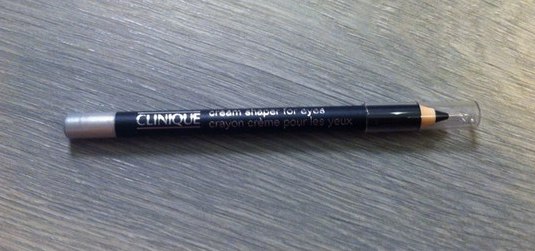 CLINIQUE
cream shaper for eyes
crayon crème pour les yeux